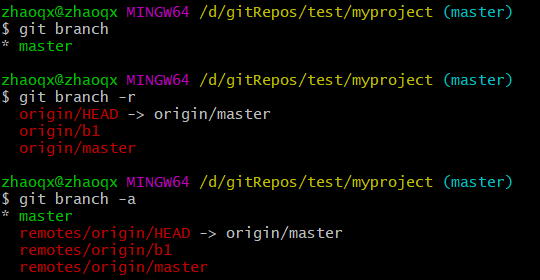 zhaoqx@zhaoqx MINGW64 /d/gitRepos/test/myproject (master)
$ git branch
* master
zhaoqx@zhaoqx MINGW64 /d/gitRepos/test/myproject (master)
$ git branch -r
  origin/HEAD -> origin/master
  origin/b1
  origin/master
zhaoqx@zhaoqx MINGW64 /d/gitRepos/test/myproject (master)
$ git branch -a
* master
  remotes/origin/HEAD -> origin/master
  remotes/origin/b1
  remotes/origin/master